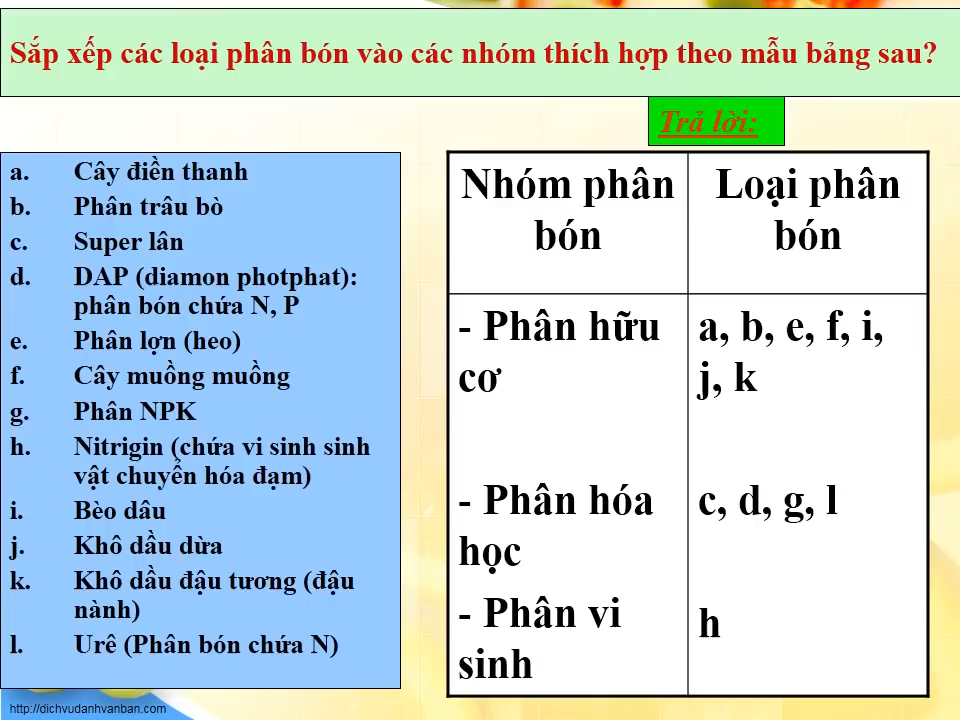 Sắp xếp các loại phân bón vào các nhóm thích hợp theo mẫu bảng sau?
Trả lời:
a. Cây điền thanh
b. Phân trâu bò
c. Super lân
d. DAP (diamon photphat):
phân bón chứa N, P
e. Phân lợn (heo)
f. Cây muồng muồng
g. Phân NPK
h. Nitrigin (chứa vi sinh sinh
vật chuyển hóa đạm)
i. Bèo dâu
j. Khô dầu dừa
k. Khô dầu đậu tương (đậu
nành)
l. Urê (Phân bón chứa N)
Nhóm phân
bón
Loại phân
bón
- Phân hữu
cơ
a, b, e, f, i,
j, k
- Phân hóa
học
c, d, g, l
- Phân vi
sinh
h
http://dichvudanhvanban.com